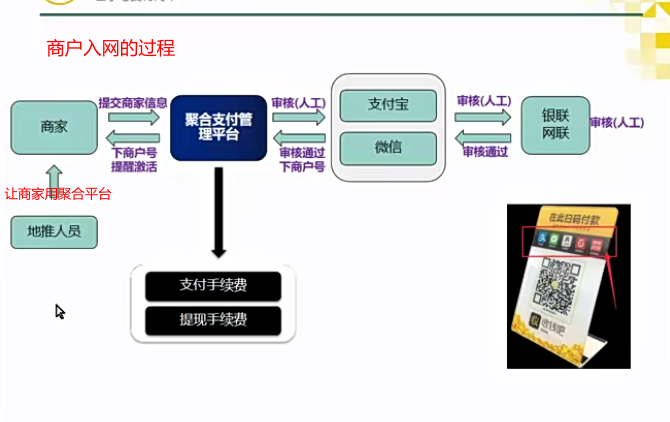 商户入网的过程
提交商家信息
审核(人工)
支付宝
审核(人工)
商家
聚合支付管
理平台
银联
网联
审核(人工)
微信
下商户号
提醒激活
审核通过
下商户号
审核通过
让商家用聚合平台
地推人员
在此扫码付款
支付手续费
提现手续费
收钱吧